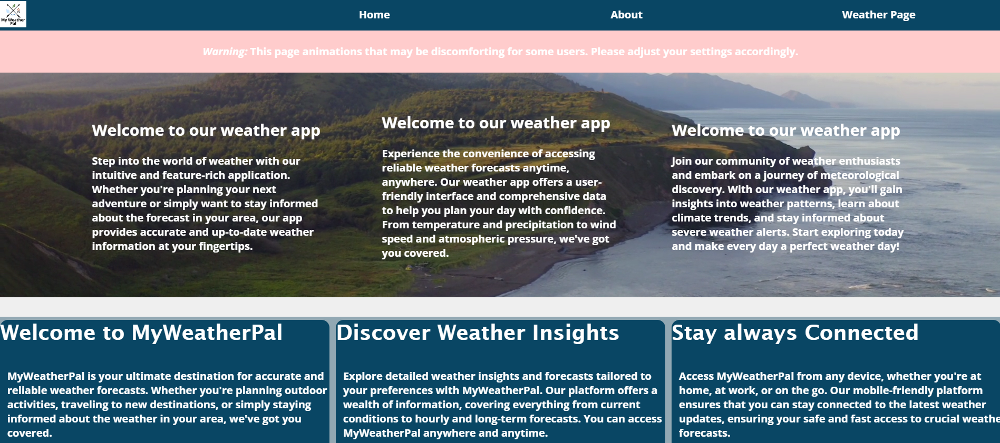 My Weather
Pal
Home
About
Weather Page
Warning: This page animations that may be discomforting for some users. Please adjust your settings accordingly.
Welcome to our weather app
Step into the world of weather with our
intuitive and feature-rich application.
Whether you're planning your next
adventure or simply want to stay informed
about the forecast in your area, our app
provides accurate and up-to-date weather
information at your fingertips.
Welcome to our weather app
Experience the convenience of accessing
reliable weather forecasts anytime,
anywhere. Our weather app offers a user-
friendly interface and comprehensive data
to help you plan your day with confidence.
From temperature and precipitation to wind
speed and atmospheric pressure, we've got
you covered.
Welcome to our weather app
Join our community of weather enthusiasts
and embark on a journey of meteorological
discovery. With our weather app, you'll gain
insights into weather patterns, learn about
climate trends, and stay informed about
severe weather alerts. Start exploring today
and make every day a perfect weather day!
Welcome to MyWeatherPal
MyWeatherPal is your ultimate destination for accurate and
reliable weather forecasts. Whether you're planning outdoor
activities, traveling to new destinations, or simply staying
informed about the weather in your area, we've got you
covered.
Discover Weather Insights
Explore detailed weather insights and forecasts tailored to
your preferences with MyWeatherPal. Our platform offers a
wealth of information, covering everything from current
conditions to hourly and long-term forecasts. You can access
MyWeatherPal anywhere and anytime.
Stay always Connected
Access MyWeatherPal from any device, whether you're at
home, at work, or on the go. Our mobile-friendly platform
ensures that you can stay connected to the latest weather
updates, ensuring your safe and fast access to crucial weathe
forecasts.